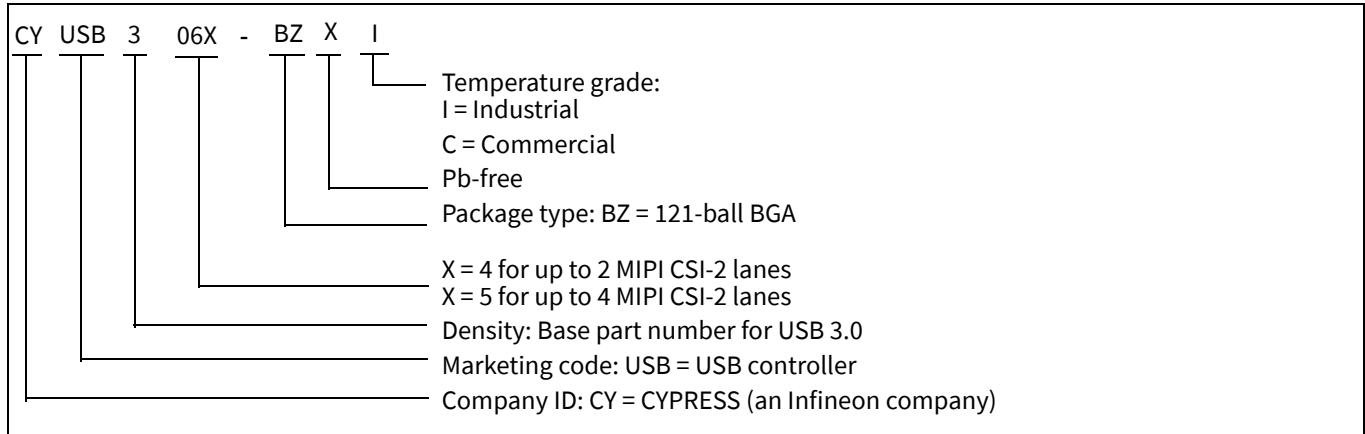 CY USB 3 06X - BZ X I
Temperature grade:
I = Industrial
C = Commercial
Pb-free
Package type: BZ = 121-ball BGA
X = 4 for up to 2 MIPI CSI-2 lanes
X = 5 for up to 4 MIPI CSI-2 lanes
Density: Base part number for USB 3.0
Marketing code: USB = USB controller
Company ID: CY = CYPRESS (an Infineon company)